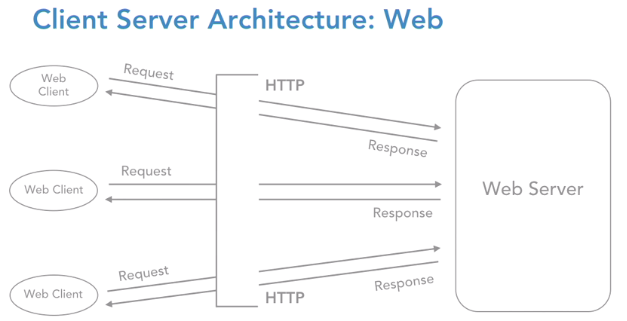 Client Server Architecture: Web
Web
Client
Request
HTTP
Response
Web Client
Request
Response
Web Server
Web Client
Request
HTTP
Response